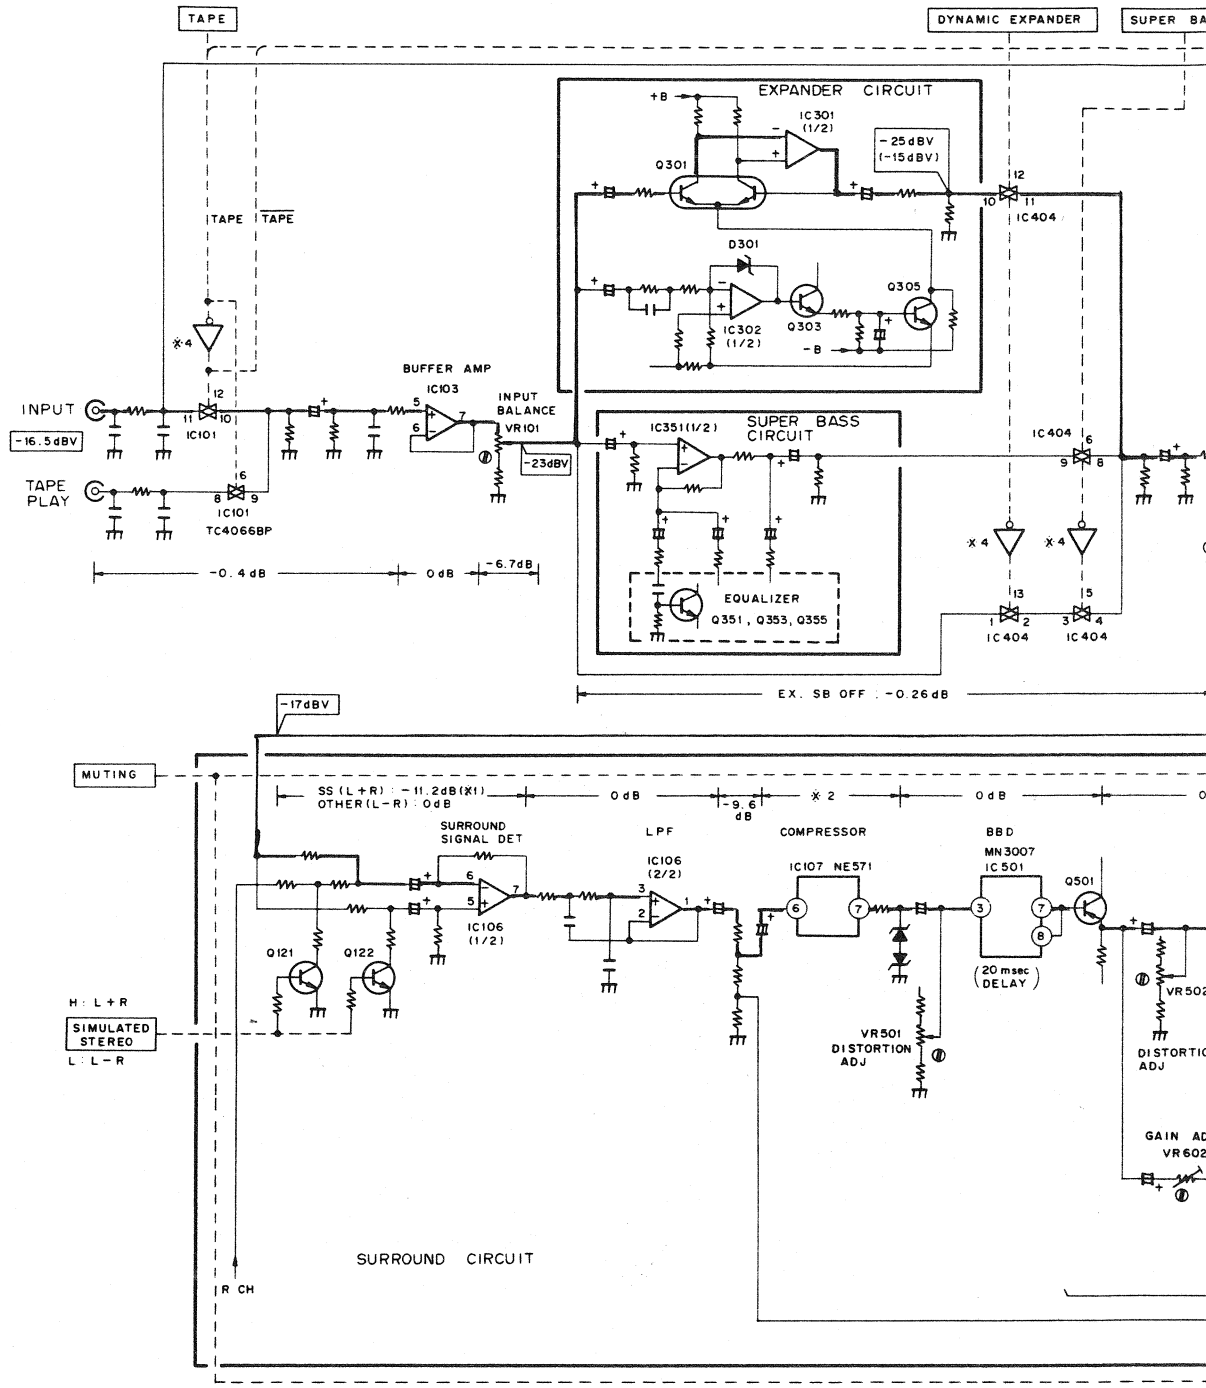 TAPE
DYNAMIC EXPANDER
SUPER BA
+B
EXPANDER CIRCUIT
IC301
(1/2)
-25dBV
(-15dBV)
Q301
-
+
+
+
12
10
11
IC404
TAPE
TAPE
D301
Q305
+
-
+
IC302
(1/2)
Q303
+
-B
※4
BUFFER AMP
IC103
INPUT
BALANCE
VR101
INPUT
-16.5dBV
12
11
10
IC101
+
5
7
6
-23dBV
SUPER BASS
CIRCUIT
IC351(1/2)
+
+
IC404
6
9
8
+
TAPE
PLAY
6
8
9
IC101
TC4066BP
+
+
+
-0.4dB
0dB
-6.7dB
※4
※4
EQUALIZER
Q351, Q353, Q355
13
1
2
IC404
5
3
4
IC404
EX. SB OFF : -0.26dB
-17dBV
MUTING
SS(L+R) : -11.2dB(※1)
OTHER(L-R) : 0dB
0dB
-9.6
dB
※2
0dB
0
SURROUND
SIGNAL DET
LPF
COMPRESSOR
BBD
MN3007
IC501
IC106
(2/2)
IC107 NE571
Q501
+
6
7
+
5
IC106
(1/2)
3
1
2
+
+
6
7
3
7
8
+
Q121
Q122
(20msec
DELAY)
VR502
H : L+R
SIMULATED
STEREO
L : L-R
VR501
DISTORTION
ADJ
DISTORTIO
ADJ
GAIN AD
VR602
+
SURROUND CIRCUIT
R CH